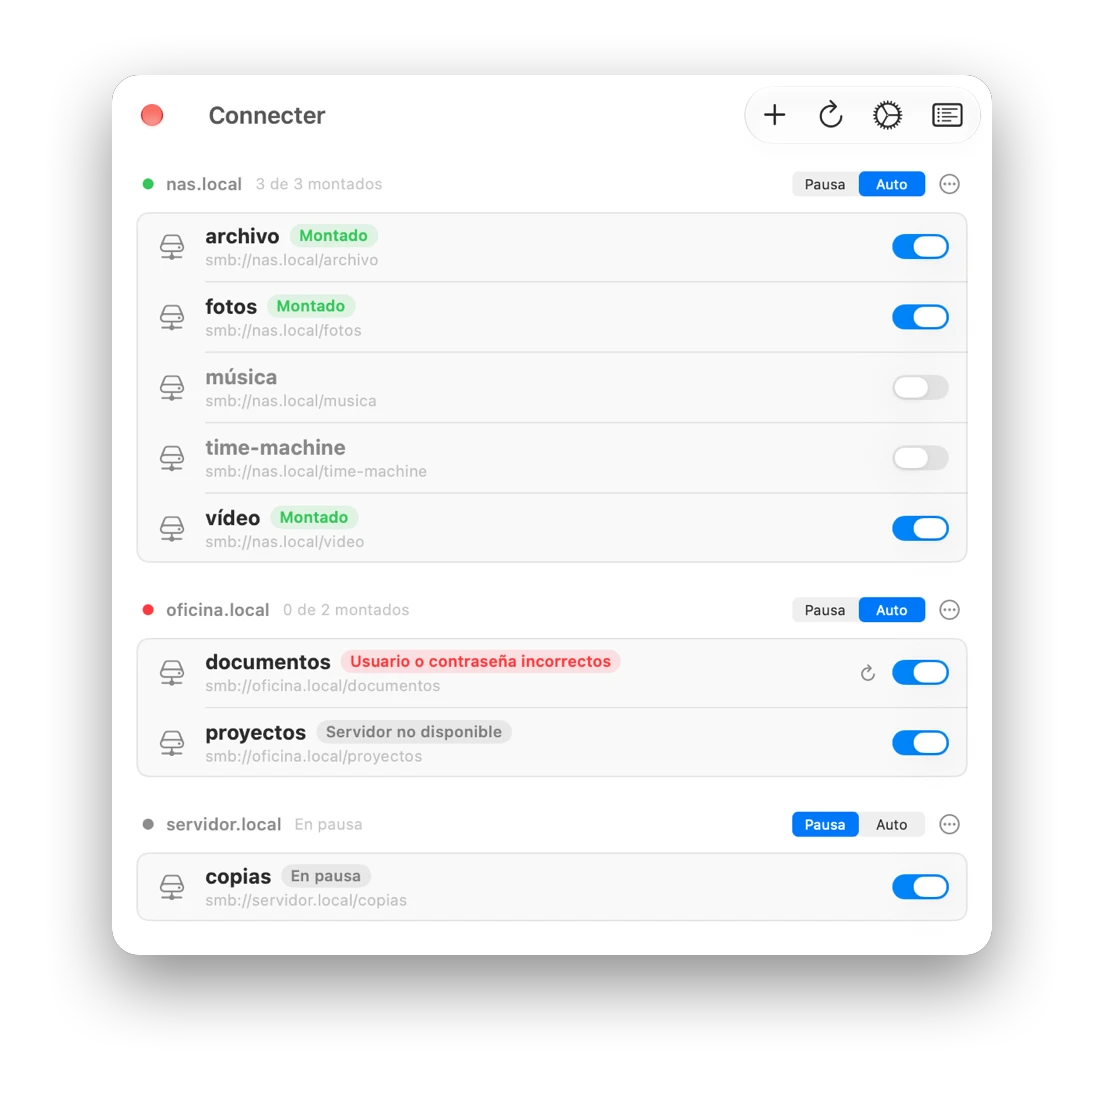 Connecter
nas.local 3 de 3 montados Pausa Auto
archivo Montado
smb://nas.local/archivo
fotos Montado
smb://nas.local/fotos
música
smb://nas.local/musica
time-machine
smb://nas.local/time-machine
vídeo Montado
smb://nas.local/video
oficina.local 0 de 2 montados Pausa Auto
documentos Usuario o contraseña incorrectos
smb://oficina.local/documentos
proyectos Servidor no disponible
smb://oficina.local/proyectos
servidor.local En pausa Pausa Auto
copias En pausa
smb://servidor.local/copias